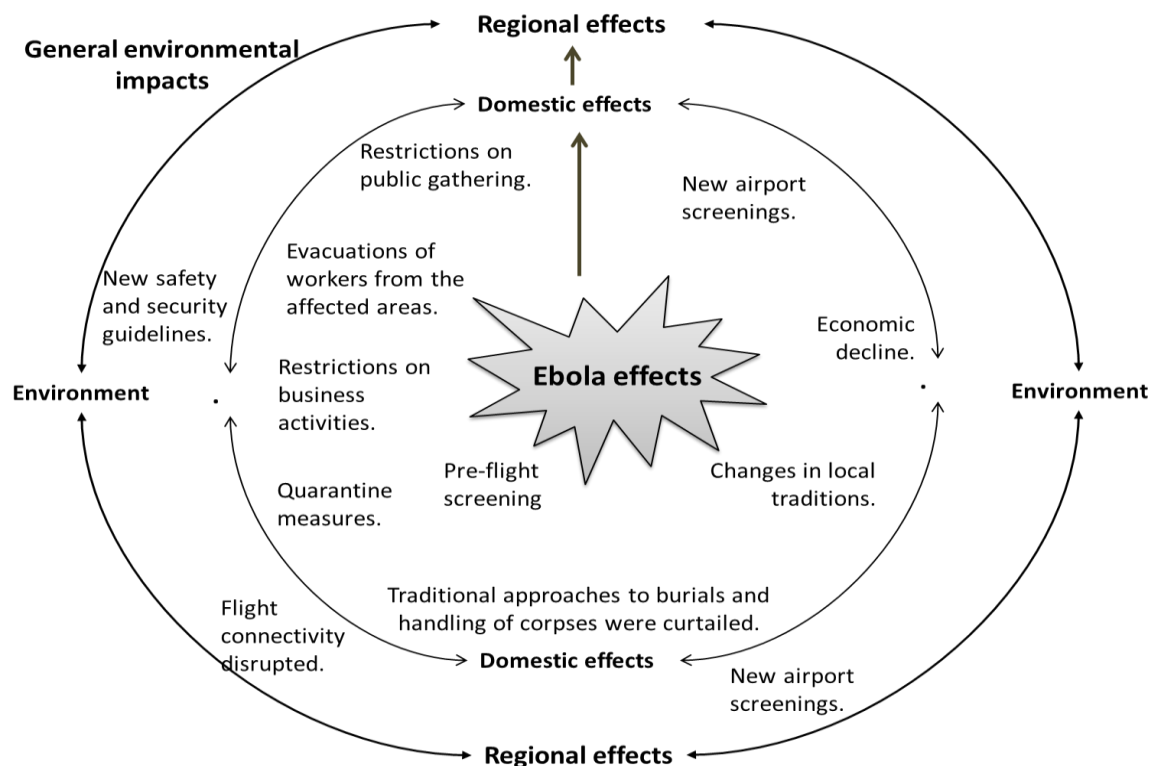 Regional effects
General environmental
impacts
Domestic effects
Restrictions on
public gathering.
New airport
screenings.
Evacuations of
workers from the
affected areas.
New safety
and security
guidelines.
Economic
decline.
Ebola effects
Restrictions on
business
activities.
Environment
.
.
Environment
Pre-flight
screening
Changes in local
traditions.
Quarantine
measures.
Traditional approaches to burials and
handling of corpses were curtailed.
Flight
connectivity
disrupted.
Domestic effects
New airport
screenings.
Regional effects